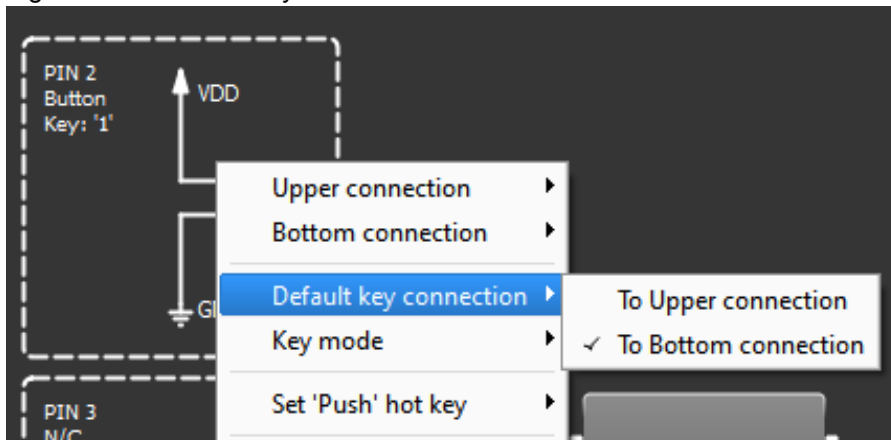 PIN 2
Button
Key: '1'
VDD
Upper connection
Bottom connection
Default key connection
To Upper connection
Key mode
To Bottom connection
Set 'Push' hot key
PIN 3
N/C